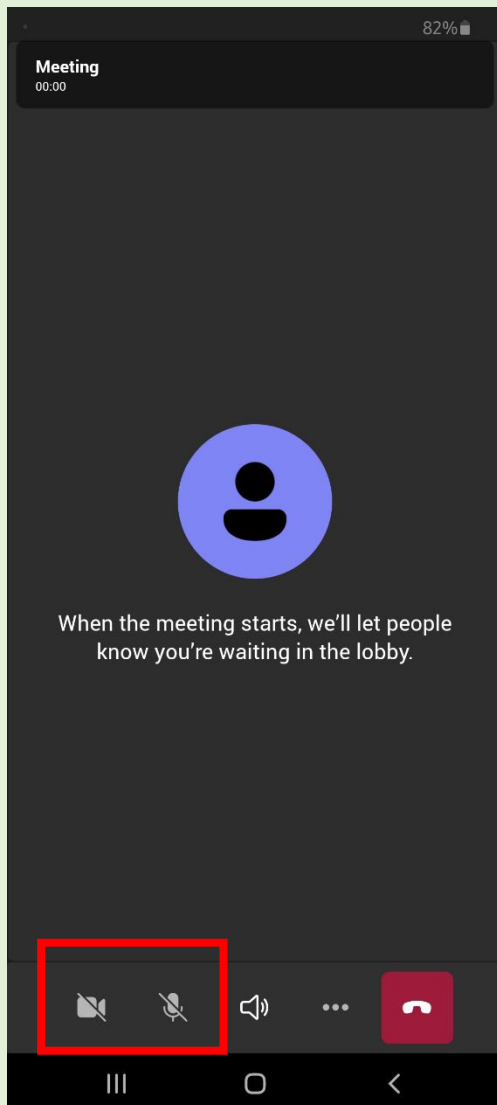 82%
Meeting
00:00
When the meeting starts, we'll let people
know you're waiting in the lobby.